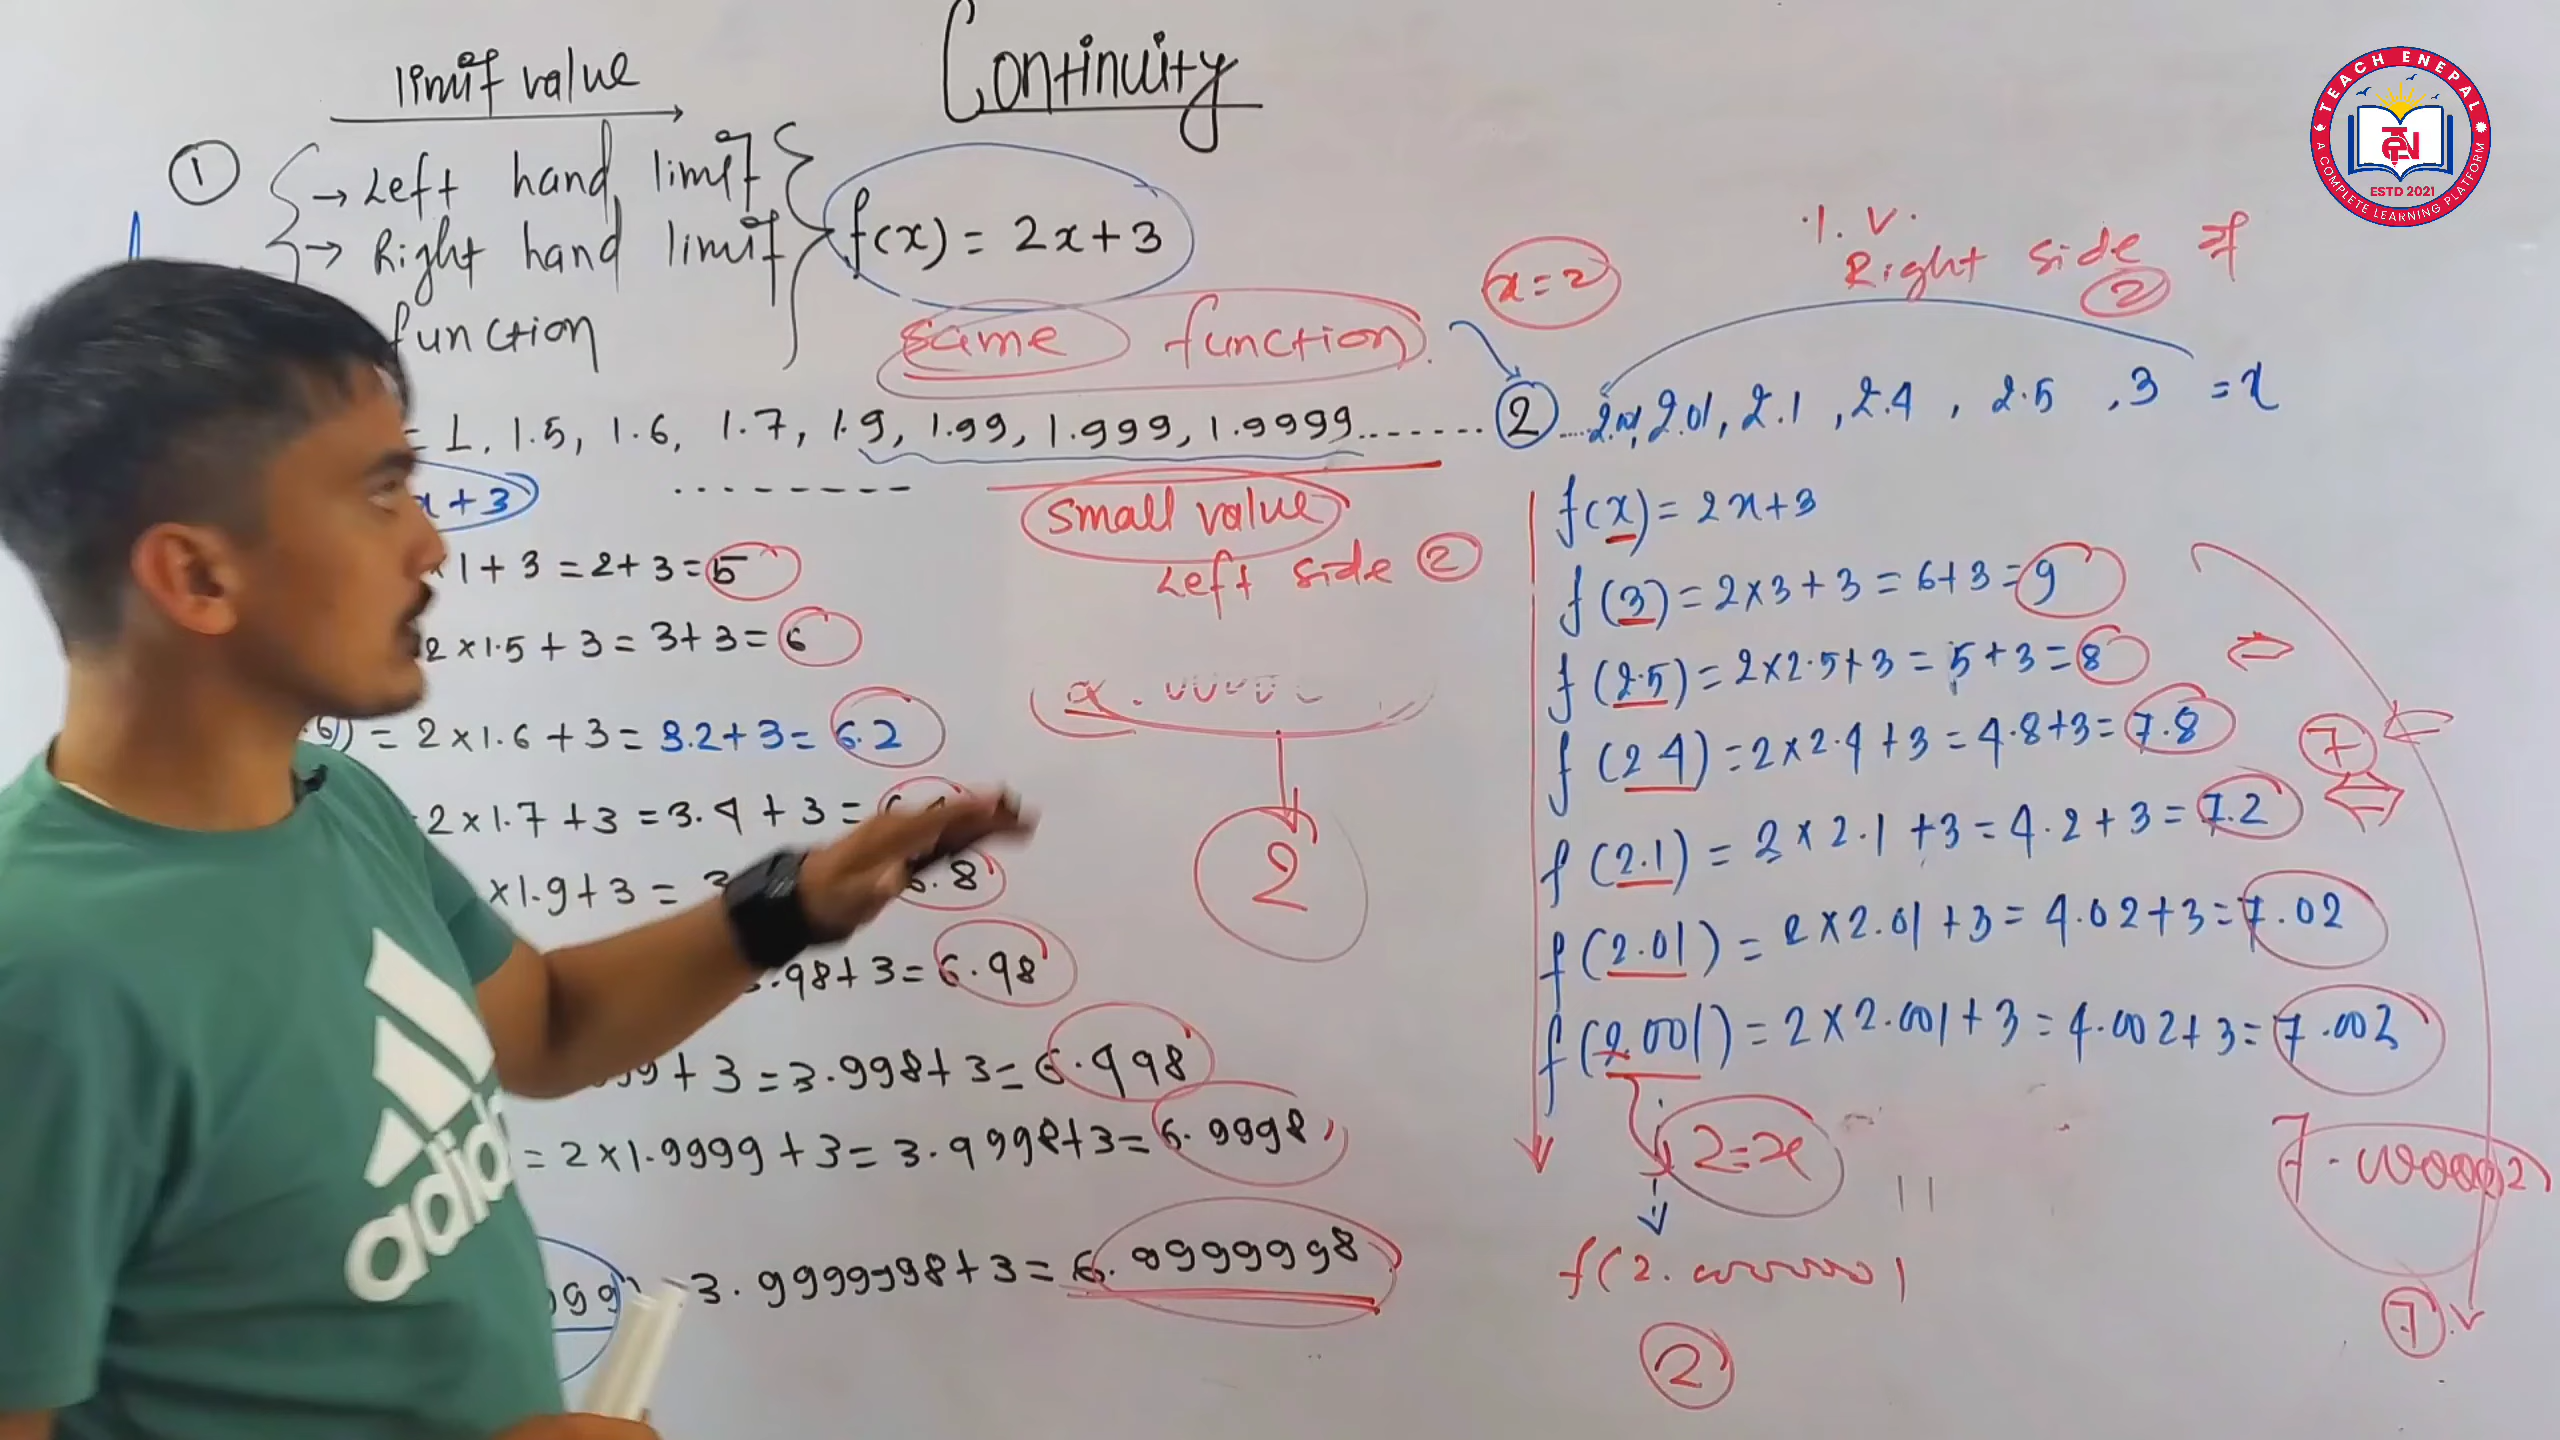 limit value
Continuity
1
→ Left hand limit
→ Right hand limit
function
f(x) = 2x+3
same function
x=2
Right side of
2
TEACH ENEPAL
ESTD 2021
A COMPLETE LEARNING PLATFORM
= 1, 1.5, 1.6, 1.7, 1.9, 1.99, 1.999, 1.9999....... 2 .... 2.01, 2.1, 2.4, 2.5, 3 = x
x+3
small value
Left side 2
×1+3 = 2+3 = 5
2×1.5+3 = 3+3 = 6
= 2×1.6+3 = 3.2+3 = 6.2
2×1.7+3 = 3.4+3 =
×1.9+3 =
.98+3 = 6.98
+3 = 3.998+3 = 6.998
= 2×1.9999+3 = 3.9998+3 = 6.9998
3.9999998+3 = 6.9999998
2
f(x) = 2x+3
f(3) = 2×3+3 = 6+3 = 9
f(2.5) = 2×2.5+3 = 5+3 = 8
f(2.4) = 2×2.4+3 = 4.8+3 = 7.8
7
f(2.1) = 2×2.1+3 = 4.2+3 = 7.2
f(2.01) = 2×2.01+3 = 4.02+3 = 7.02
f(2.001) = 2×2.001+3 = 4.002+3 = 7.002
2=x
2
7